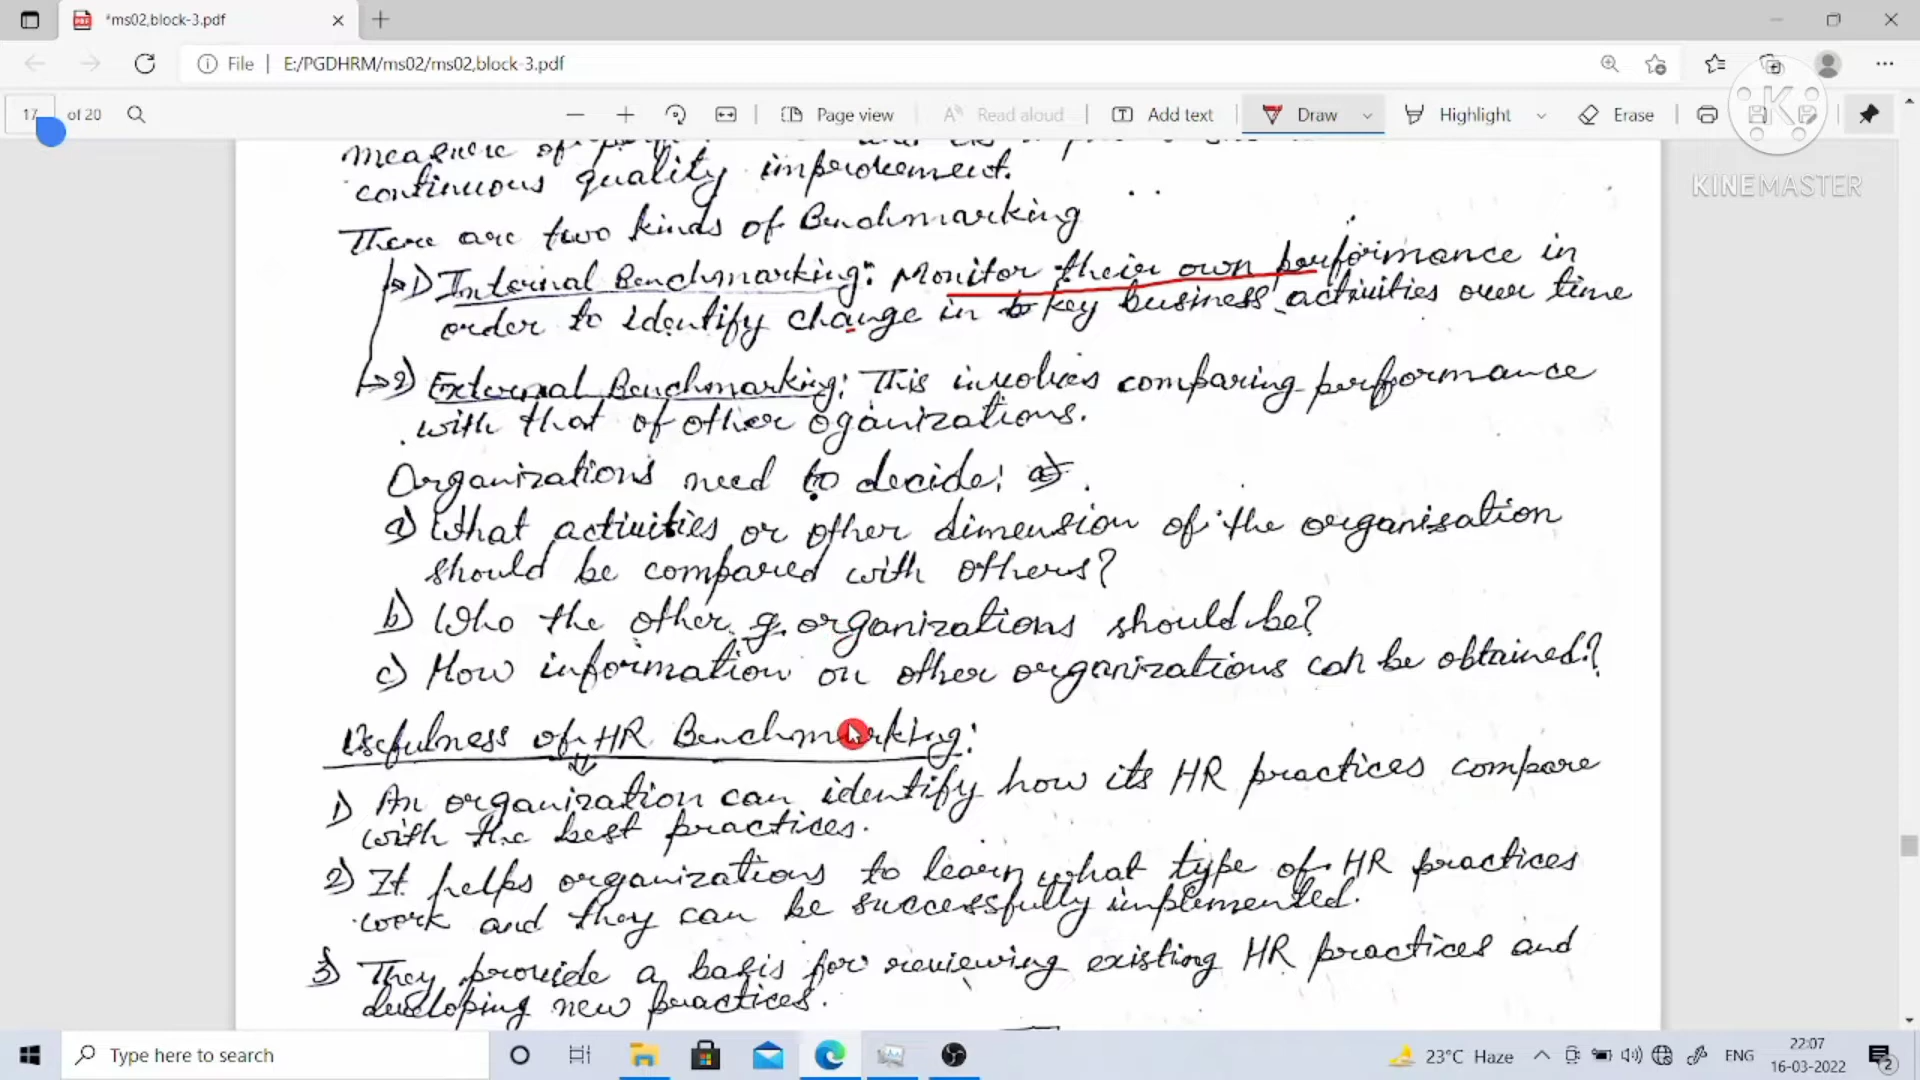 *ms02,block-3.pdf
File E:/PGDHRM/ms02/ms02,block-3.pdf
17 of 20 Page view Read aloud Add text Draw Highlight Erase
K
KINEMASTER
measure of
continuous quality improvement.
There are two kinds of Benchmarking
1) Internal Benchmarking: Monitor their own performance in
order to identify change in key business activities over time
2) External Benchmarking: This involves comparing performance
with that of other oganizations.
Organizations need to decide:
a) What activities or other dimension of the organisation
should be compared with others?
b) Who the other organizations should be?
c) How information on other organizations can be obtained?
Usefulness of HR Benchmarking:
1) An organization can identify how its HR practices compare
with the best practices.
2) It helps organizations to learn what type of HR practices
work and they can be successfully implemented.
3) They provide a basis for reviewing existing HR practices and
developing new practices.
Type here to search
23°C Haze ENG 22:07
16-03-2022
2